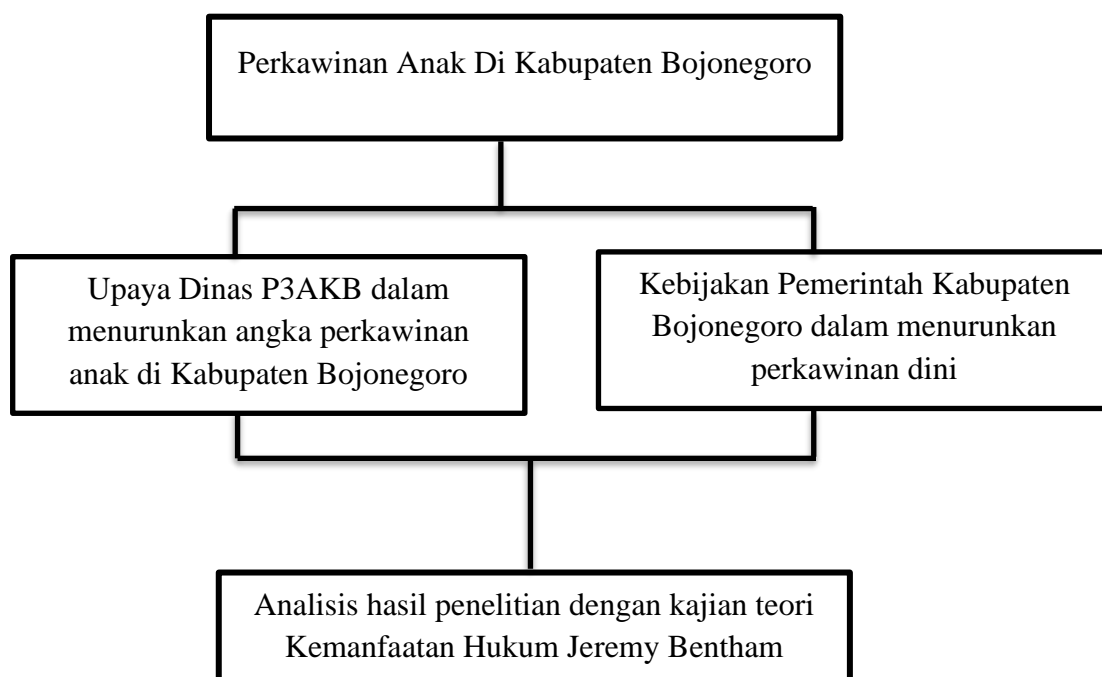 Perkawinan Anak Di Kabupaten Bojonegoro
Upaya Dinas P3AKB dalam
menurunkan angka perkawinan
anak di Kabupaten Bojonegoro
Kebijakan Pemerintah Kabupaten
Bojonegoro dalam menurunkan
perkawinan dini
Analisis hasil penelitian dengan kajian teori
Kemanfaatan Hukum Jeremy Bentham